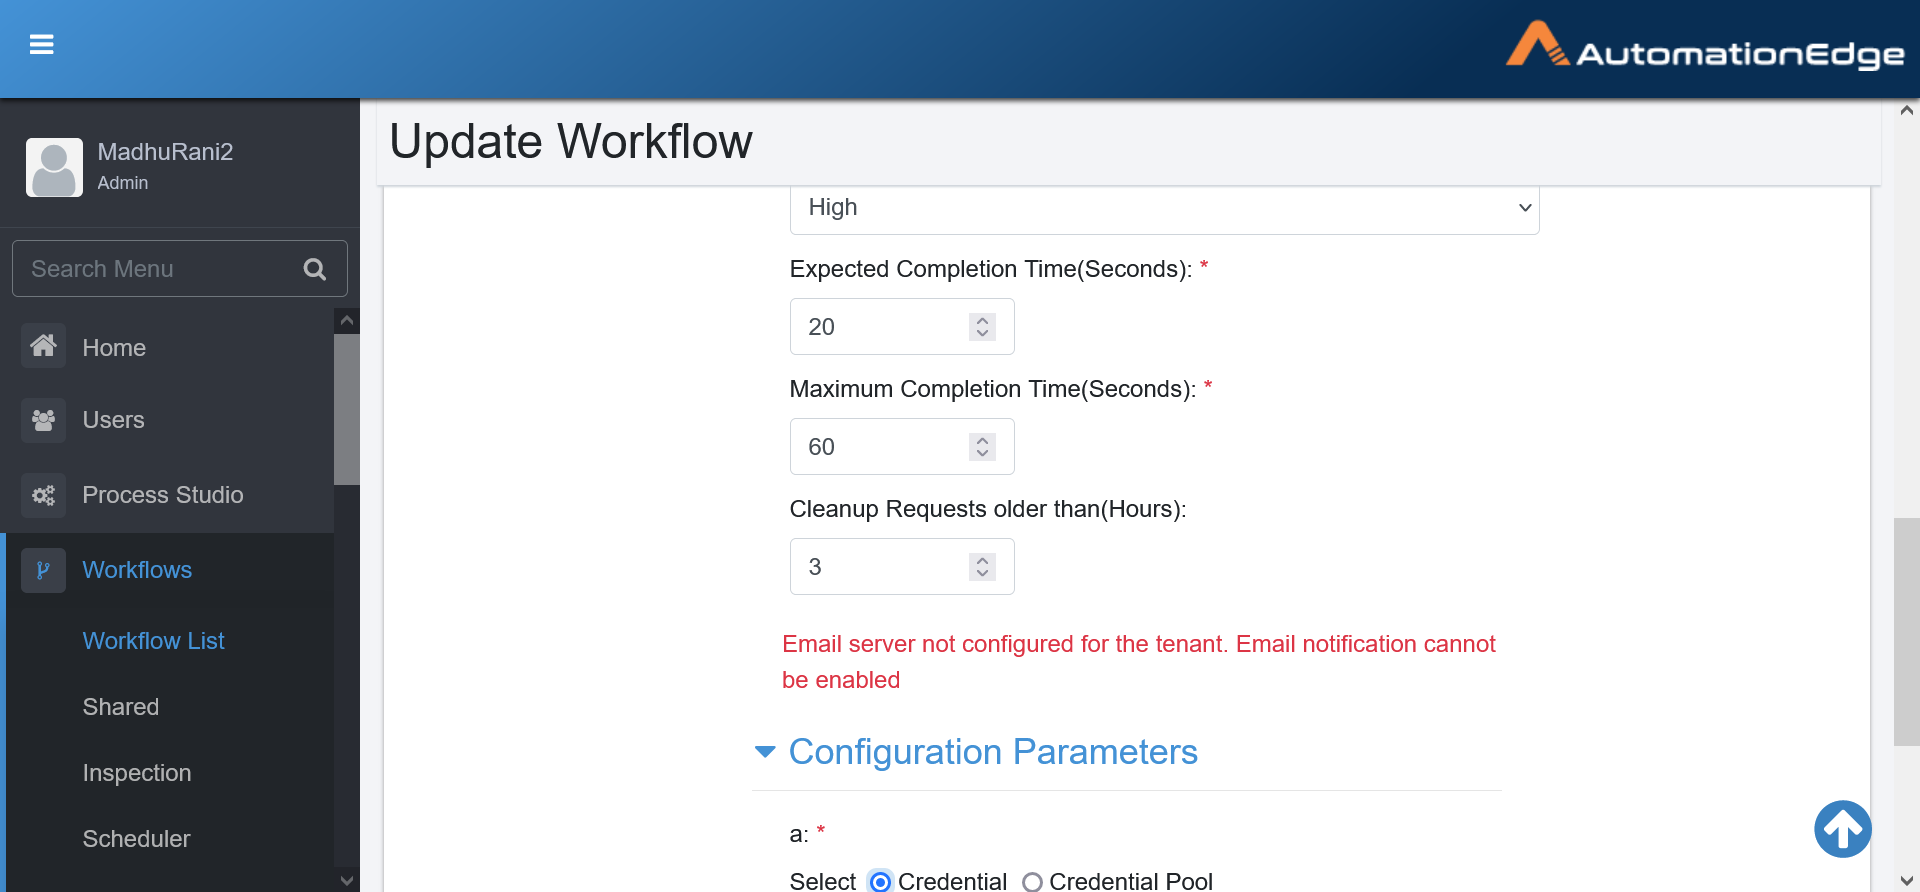 AutomationEdge
MadhuRani2
Admin
Search Menu
Home
Users
Process Studio
Workflows
Workflow List
Shared
Inspection
Scheduler
Update Workflow
High
Expected Completion Time(Seconds): *
20
Maximum Completion Time(Seconds): *
60
Cleanup Requests older than(Hours):
3
Email server not configured for the tenant. Email notification cannot
be enabled
Configuration Parameters
a: *
Select Credential Credential Pool